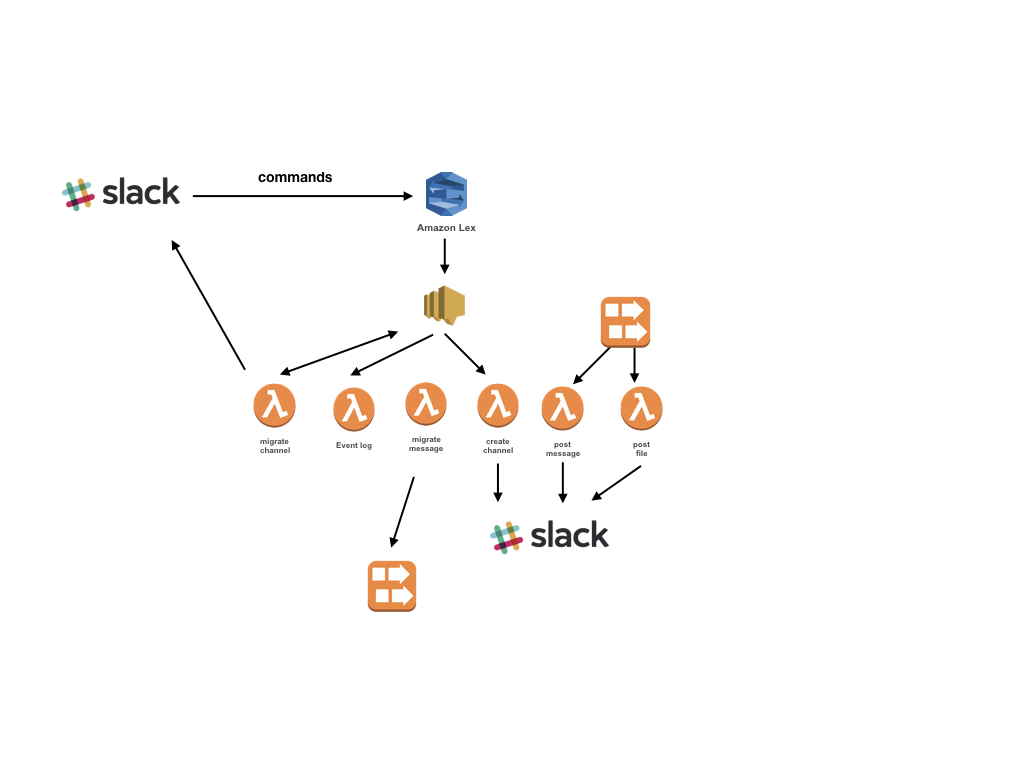 commands
slack
Amazon Lex
migrate
channel
Event log
migrate
message
create
channel
post
message
post
file
slack